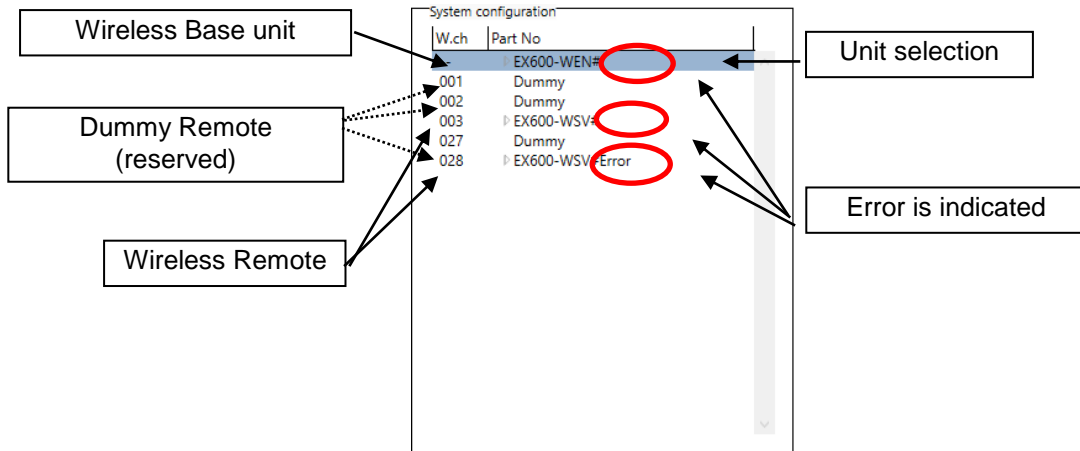 System configuration
W.ch Part No
- EX600-WEN#
001 Dummy
002 Dummy
003 EX600-WSV#
027 Dummy
028 EX600-WSV#Error
Wireless Base unit
Dummy Remote
(reserved)
Wireless Remote
Unit selection
Error is indicated